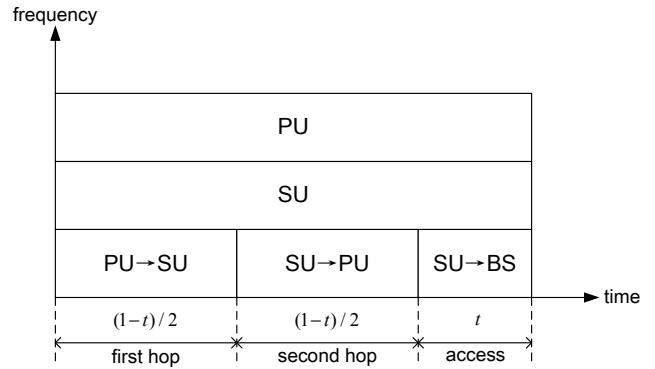 frequency
PU
SU
PU→SU SU→PU SU→BS
time
(1−t)/2 (1−t)/2 t
first hop second hop access